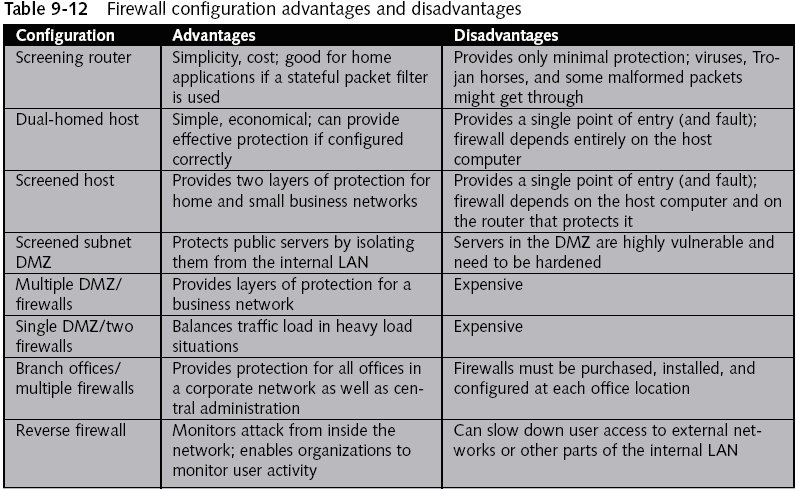 Table 9-12 Firewall configuration advantages and disadvantages
Configuration Advantages Disadvantages
Screening router Simplicity, cost; good for home Provides only minimal protection; viruses, Tro-
applications if a stateful packet filter jan horses, and some malformed packets
is used might get through
Dual-homed host Simple, economical; can provide Provides a single point of entry (and fault);
effective protection if configured firewall depends entirely on the host
correctly computer
Screened host Provides two layers of protection for Provides a single point of entry (and fault);
home and small business networks firewall depends on the host computer and on
the router that protects it
Screened subnet Protects public servers by isolating Servers in the DMZ are highly vulnerable and
DMZ them from the internal LAN need to be hardened
Multiple DMZ/ Provides layers of protection for a Expensive
firewalls business network
Single DMZ/two Balances traffic load in heavy load Expensive
firewalls situations
Branch offices/ Provides protection for all offices in Firewalls must be purchased, installed, and
multiple firewalls a corporate network as well as cen- configured at each office location
tral administration
Reverse firewall Monitors attack from inside the Can slow down user access to external net-
network; enables organizations to works or other parts of the internal LAN
monitor user activity